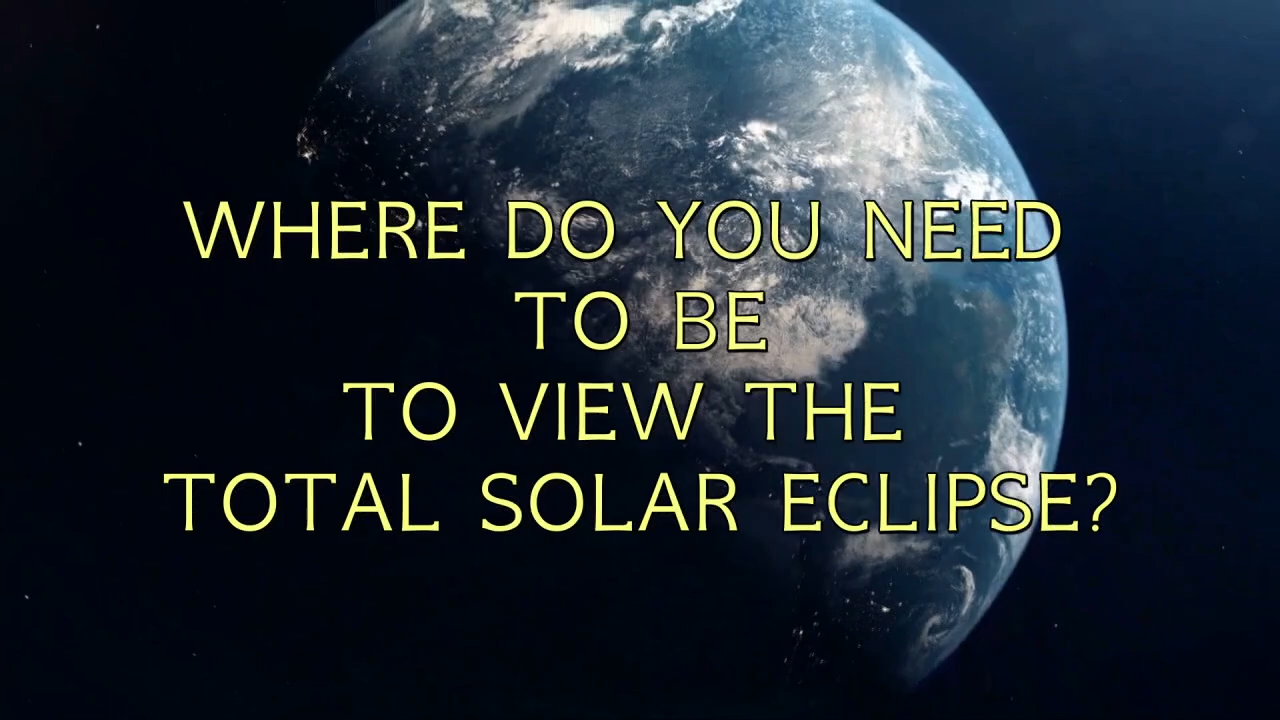 WHERE DO YOU NEED
TO BE
TO VIEW THE
TOTAL SOLAR ECLIPSE?